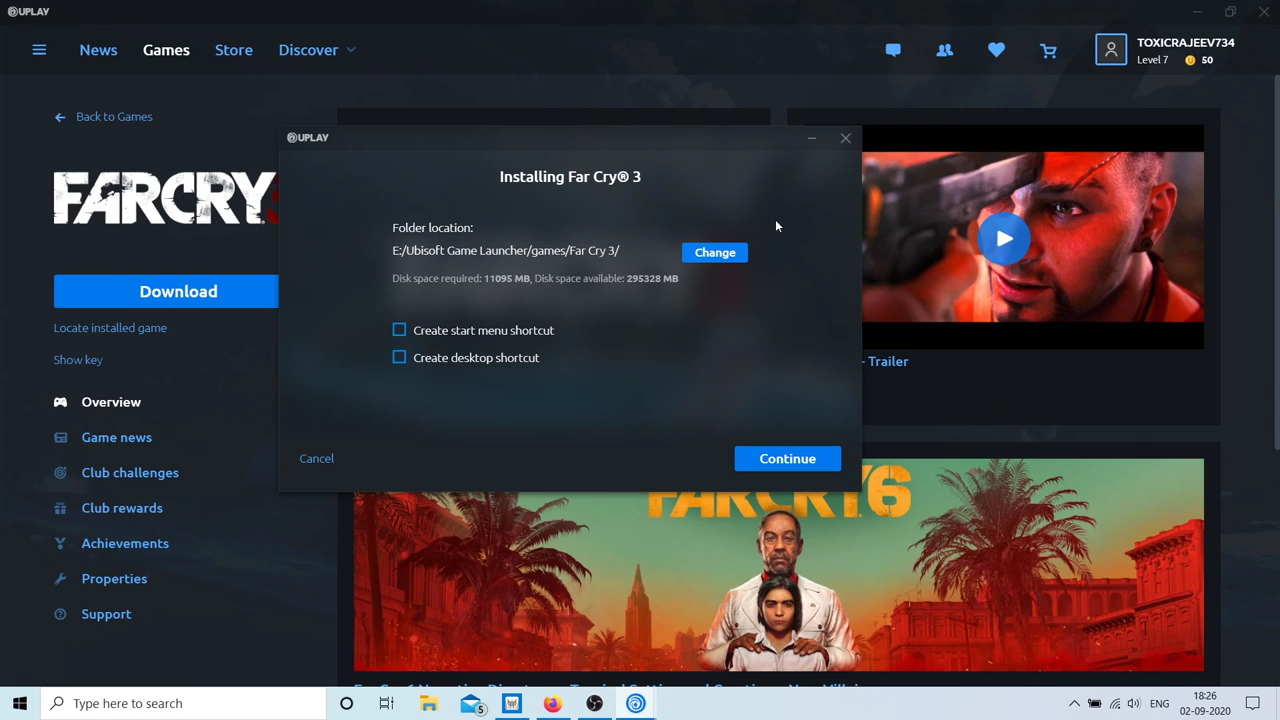 UPLAY
News Games Store Discover
TOXICRAJEEV734
Level 7 50
Back to Games
FARCRY3
Download
Locate installed game
Show key
Overview
Game news
Club challenges
Club rewards
Achievements
Properties
Support
UPLAY
Installing Far Cry® 3
Folder location:
E:/Ubisoft Game Launcher/games/Far Cry 3/
Change
Disk space required: 11095 MB, Disk space available: 295328 MB
Create start menu shortcut
Create desktop shortcut
Cancel
Continue
- Trailer
FARCRY6
Type here to search
5
ENG
18:26
02-09-2020